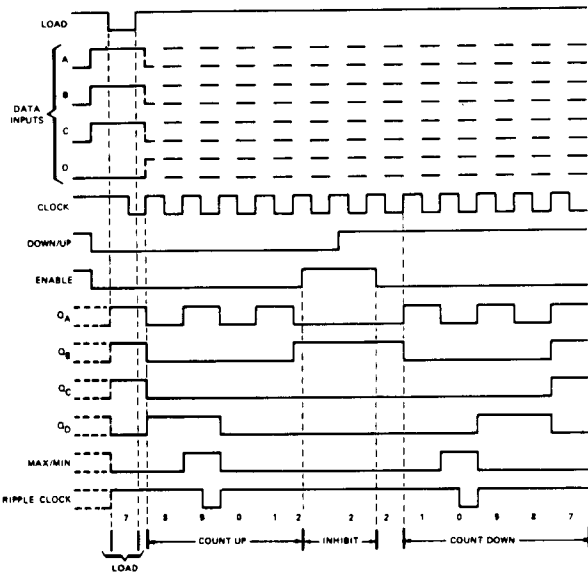 LOAD
A
B
DATA
INPUTS
C
D
CLOCK
DOWN/UP
ENABLE
QA
QB
QC
QD
MAX/MIN
RIPPLE CLOCK
7 8 9 0 1 2 2 2 1 0 9 8 7
COUNT UP INHIBIT COUNT DOWN
LOAD